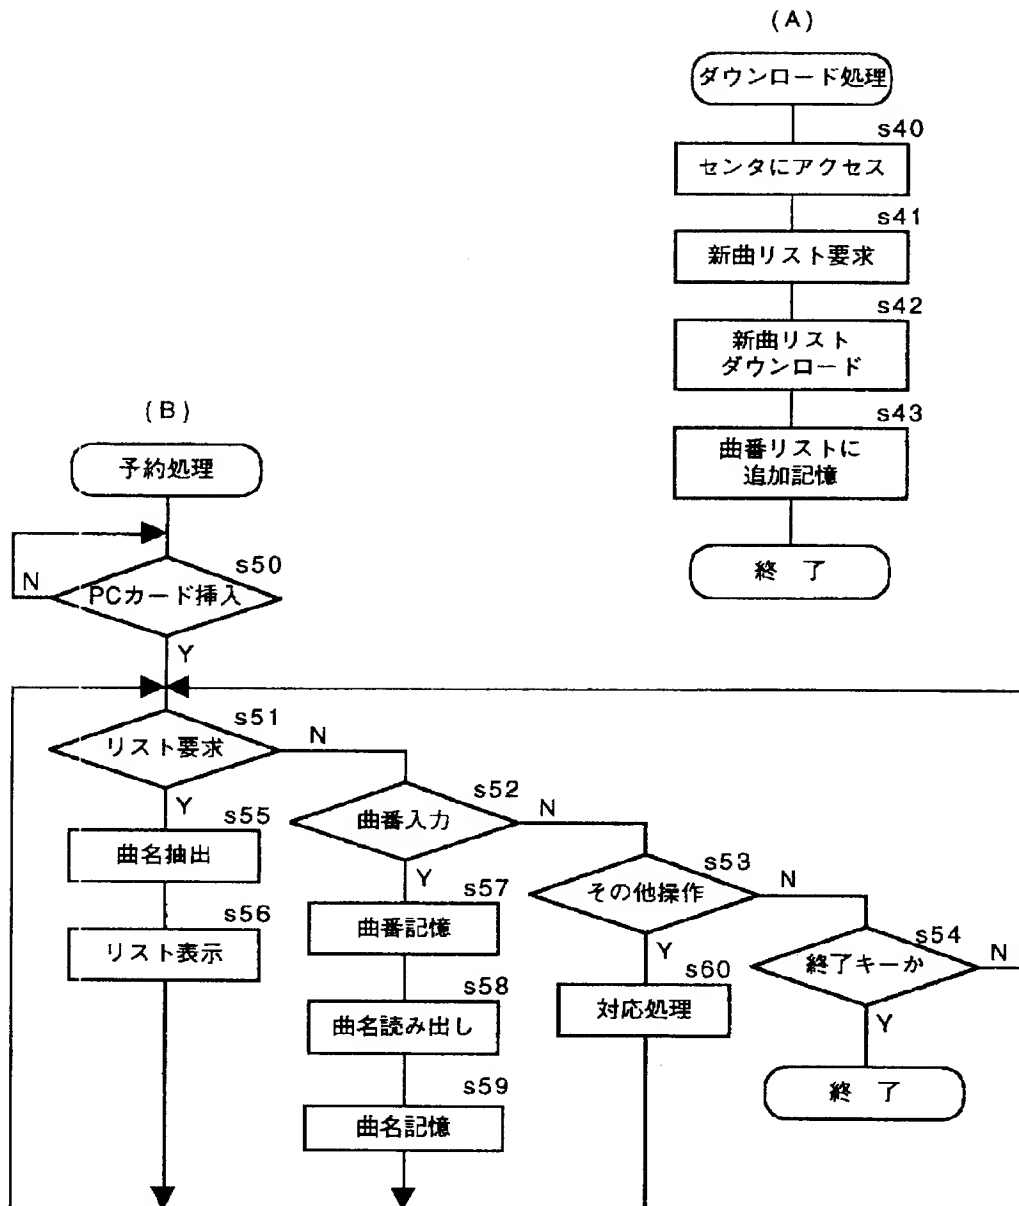 (A)
ダウンロード処理
s40
センタにアクセス
s41
新曲リスト要求
s42
新曲リスト
ダウンロード
s43
曲番リストに
追加記憶
終 了
(B)
予約処理
s50
PCカード挿入
N
Y
s51
リスト要求
N
Y
s52
曲番入力
N
Y
s53
その他操作
N
Y
s54
終了キーか
N
Y
s55
曲名抽出
s56
リスト表示
s57
曲番記憶
s58
曲名読み出し
s59
曲名記憶
s60
対応処理
終 了